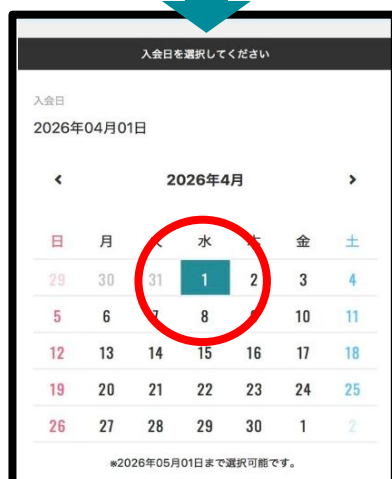 入会日を選択してください
入会日
2026年04月01日
‹ 2026年4月 ›
日 月 火 水 木 金 土
29 30 31 1 2 3 4
5 6 7 8 9 10 11
12 13 14 15 16 17 18
19 20 21 22 23 24 25
26 27 28 29 30 1 2
※2026年05月01日まで選択可能です。